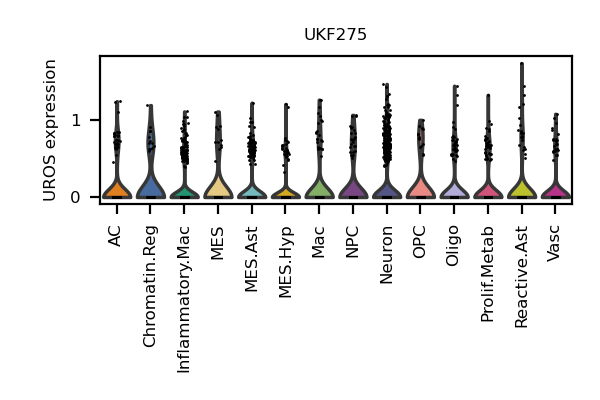 UKF275
UROS expression
1
0
AC
Chromatin.Reg
Inflammatory.Mac
MES
MES.Ast
MES.Hyp
Mac
NPC
Neuron
OPC
Oligo
Prolif.Metab
Reactive.Ast
Vasc